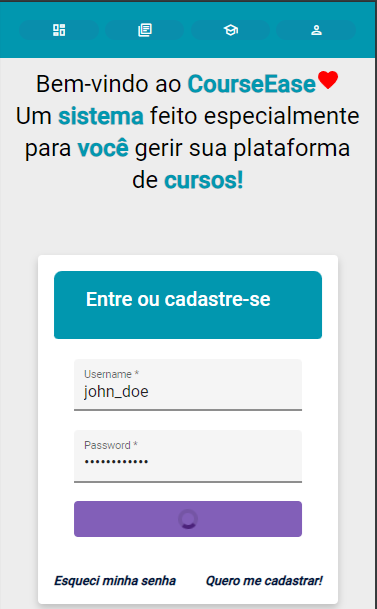 Bem-vindo ao CourseEase
Um sistema feito especialmente
para você gerir sua plataforma
de cursos!
Entre ou cadastre-se
Username *
john_doe
Password *
••••••••••••
Esqueci minha senha
Quero me cadastrar!